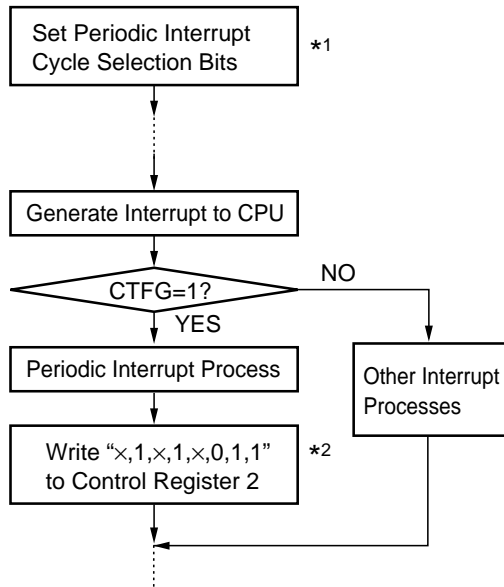 Set Periodic Interrupt
Cycle Selection Bits
*1
Generate Interrupt to CPU
CTFG=1?
NO
YES
Periodic Interrupt Process
Other Interrupt
Processes
Write “×,1,×,1,×,0,1,1”
to Control Register 2
*2